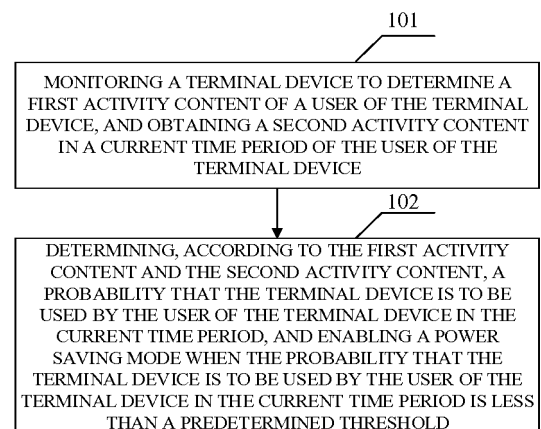 101
MONITORING A TERMINAL DEVICE TO DETERMINE A
FIRST ACTIVITY CONTENT OF A USER OF THE TERMINAL
DEVICE, AND OBTAINING A SECOND ACTIVITY CONTENT
IN A CURRENT TIME PERIOD OF THE USER OF THE
TERMINAL DEVICE
102
DETERMINING, ACCORDING TO THE FIRST ACTIVITY
CONTENT AND THE SECOND ACTIVITY CONTENT, A
PROBABILITY THAT THE TERMINAL DEVICE IS TO BE
USED BY THE USER OF THE TERMINAL DEVICE IN THE
CURRENT TIME PERIOD, AND ENABLING A POWER
SAVING MODE WHEN THE PROBABILITY THAT THE
TERMINAL DEVICE IS TO BE USED BY THE USER OF THE
TERMINAL DEVICE IN THE CURRENT TIME PERIOD IS LESS
THAN A PREDETERMINED THRESHOLD